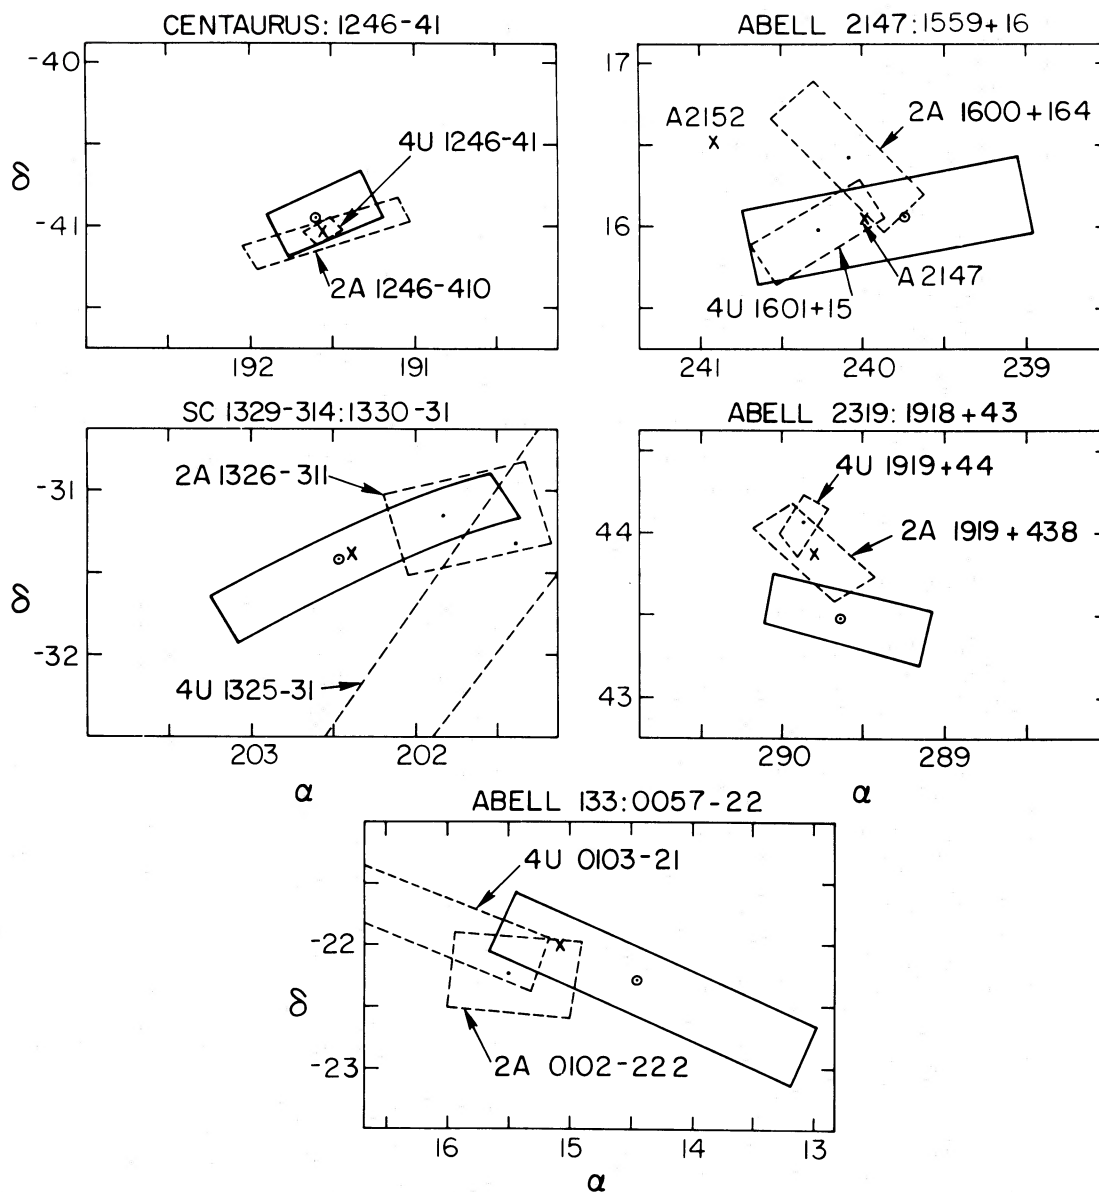 CENTAURUS: 1246-41
-40
-41
δ
4U 1246-41
2A 1246-410
x
192
191
ABELL 2147:1559+16
17
16
A2152
x
2A 1600+164
x
A 2147
4U 1601+15
241
240
239
SC 1329-314:1330-31
-31
-32
δ
2A 1326-311
x
4U 1325-31
203
202
α
ABELL 2319: 1918+43
44
43
4U 1919+44
2A 1919+438
x
290
289
α
ABELL 133:0057-22
-22
-23
δ
4U 0103-21
x
2A 0102-222
16
15
14
13
α